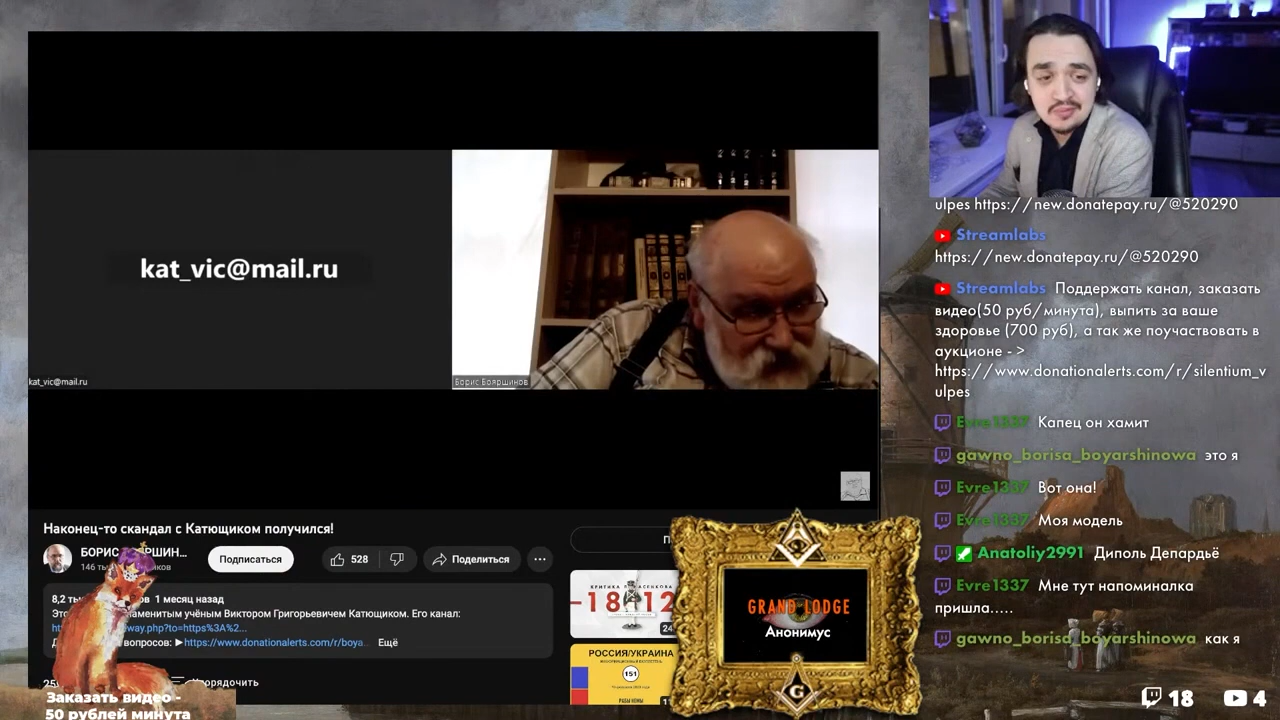 kat_vic@mail.ru
kat_vic@mail.ru
Борис Бояршинов
Наконец-то скандал с Катющиком получился!
БОРИС
146
Подписаться
528
Поделиться
8,2
1 месяц назад
знаменитым учёным Виктором Григорьевичем Катющиком. Его канал:
way.php?to=https%3A%2...
вопросов: ▶https://www.donationalerts.com/r/boya...
Ещё
Заказать видео -
50 рублей минута
КРИТИКА
1812
РОССИЯ/УКРАИНА
151
GRAND LODGE
Анонимус
G
ulpes https://new.donatepay.ru/@520290
Streamlabs
https://new.donatepay.ru/@520290
Streamlabs Поддержать канал, заказать
видео(50 руб/минута), выпить за ваше
здоровье (700 руб), а так же поучаствовать в
аукционе - >
https://www.donationalerts.com/r/silentium_v
ulpes
Evre1337 Капец он хамит
gawno_borisa_boyarshinowa это я
Evre1337 Вот она!
Evre1337 Моя модель
Anatoliy2991 Диполь Депардьё
Evre1337 Мне тут напоминалка
пришла.....
gawno_borisa_boyarshinowa как я
18
4